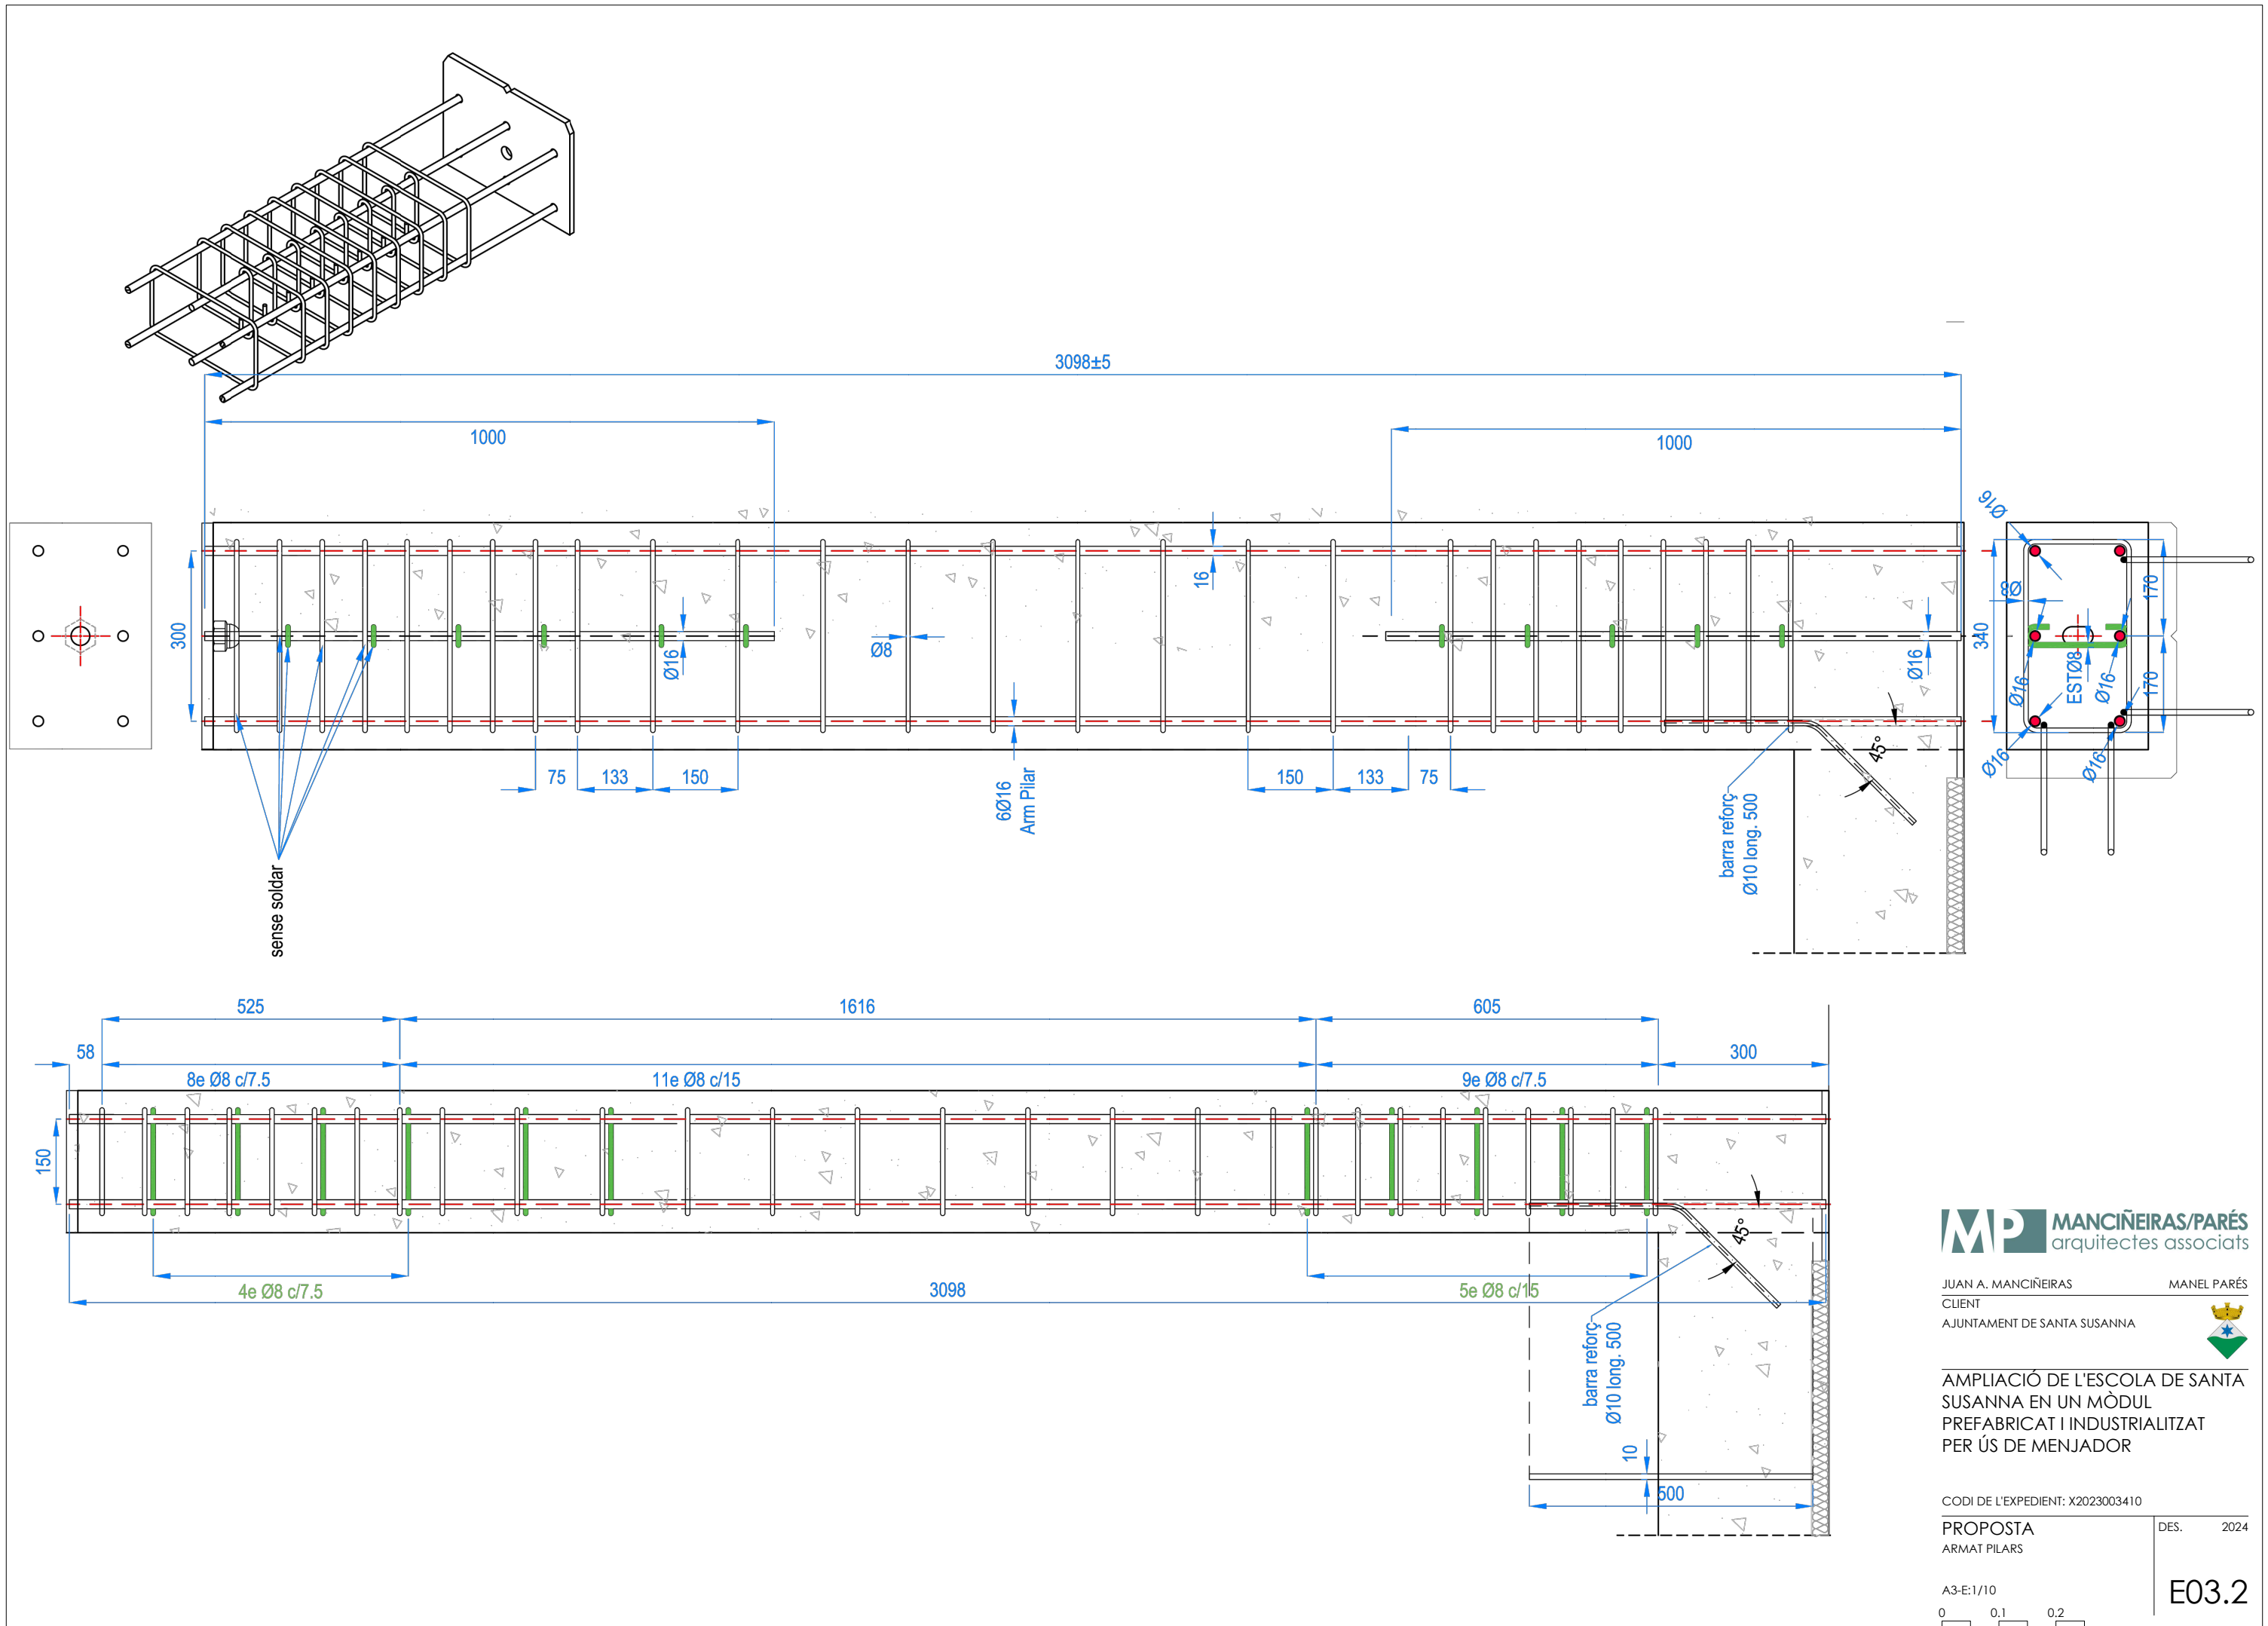 3098±5
1000
1000
300
16
Ø16
Ø8
Ø16
45°
75
133
150
150
133
75
6Ø16
Arm Pilar
barra reforç
Ø10 long. 500
sense soldar
Ø16
Ø8
340
170
170
Ø16
ESTØ8
Ø16
Ø16
Ø16
525
1616
605
58
300
8e Ø8 c/7.5
11e Ø8 c/15
9e Ø8 c/7.5
150
45°
4e Ø8 c/7.5
3098
5e Ø8 c/15
barra reforç
Ø10 long. 500
10
500
MP MANCIÑEIRAS/PARÉS
arquitectes associats
JUAN A. MANCIÑEIRAS MANEL PARÉS
CLIENT
AJUNTAMENT DE SANTA SUSANNA
AMPLIACIÓ DE L'ESCOLA DE SANTA
SUSANNA EN UN MÒDUL
PREFABRICAT I INDUSTRIALITZAT
PER ÚS DE MENJADOR
CODI DE L'EXPEDIENT: X2023003410
PROPOSTA DES. 2024
ARMAT PILARS
A3-E:1/10
E03.2
0 0.1 0.2